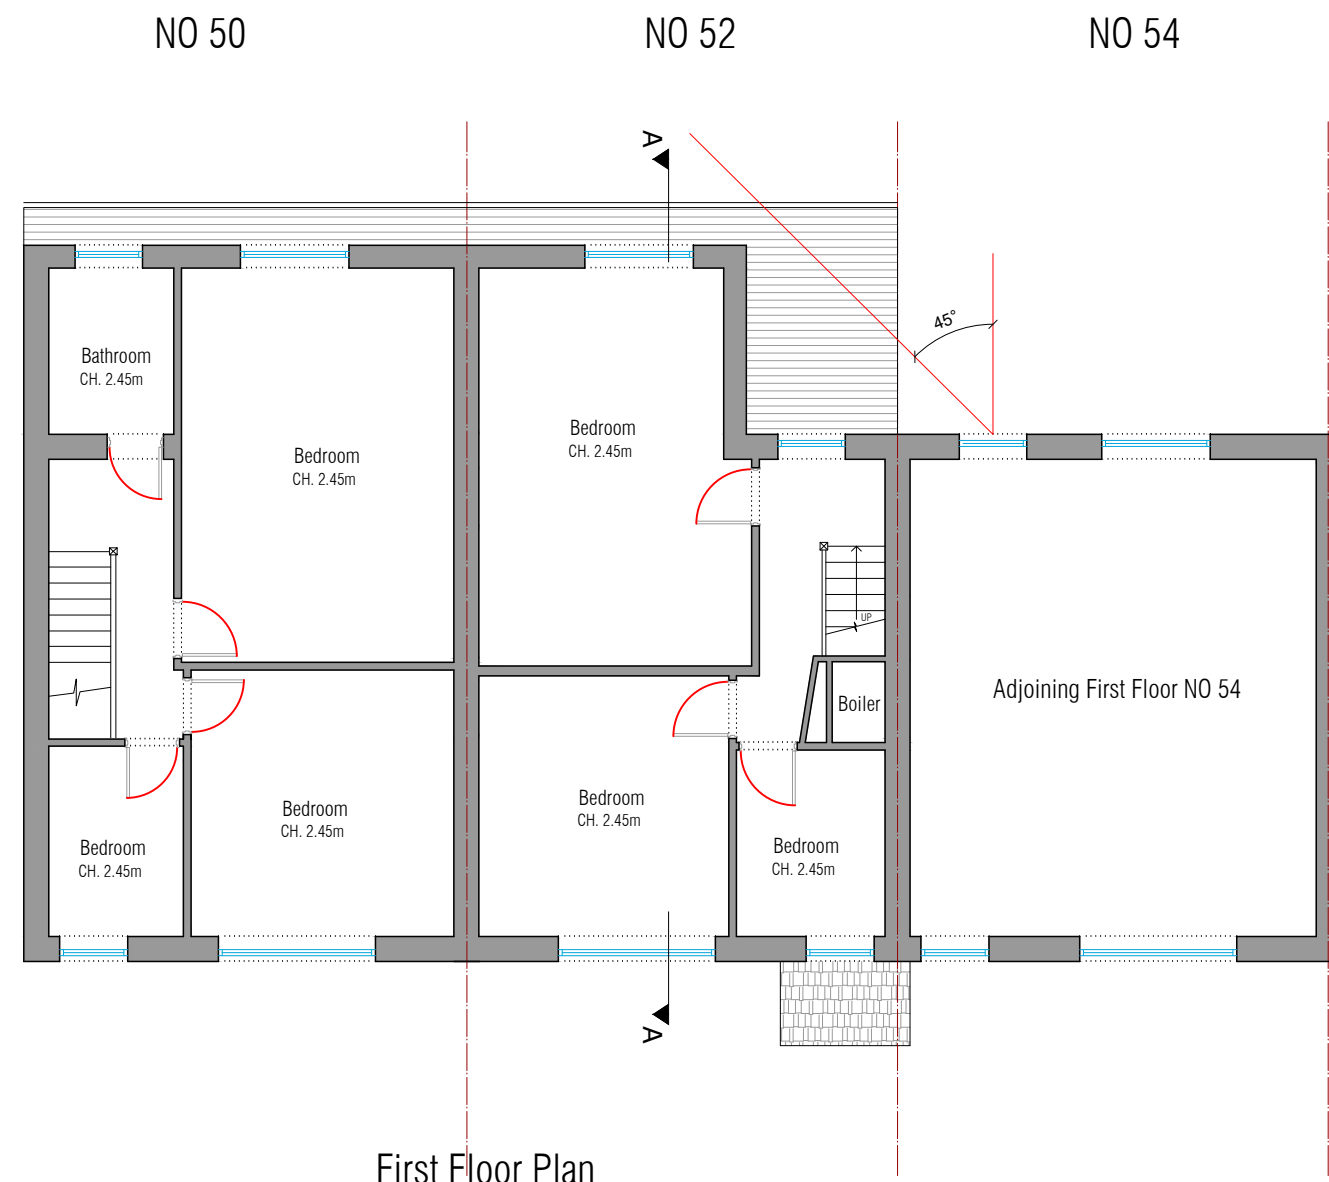 NO 50
NO 52
NO 54
A
45°
Bathroom
CH. 2.45m
Bedroom
CH. 2.45m
Bedroom
CH. 2.45m
UP
Boiler
Adjoining First Floor NO 54
Bedroom
CH. 2.45m
Bedroom
CH. 2.45m
Bedroom
CH. 2.45m
Bedroom
CH. 2.45m
A
First Floor Plan